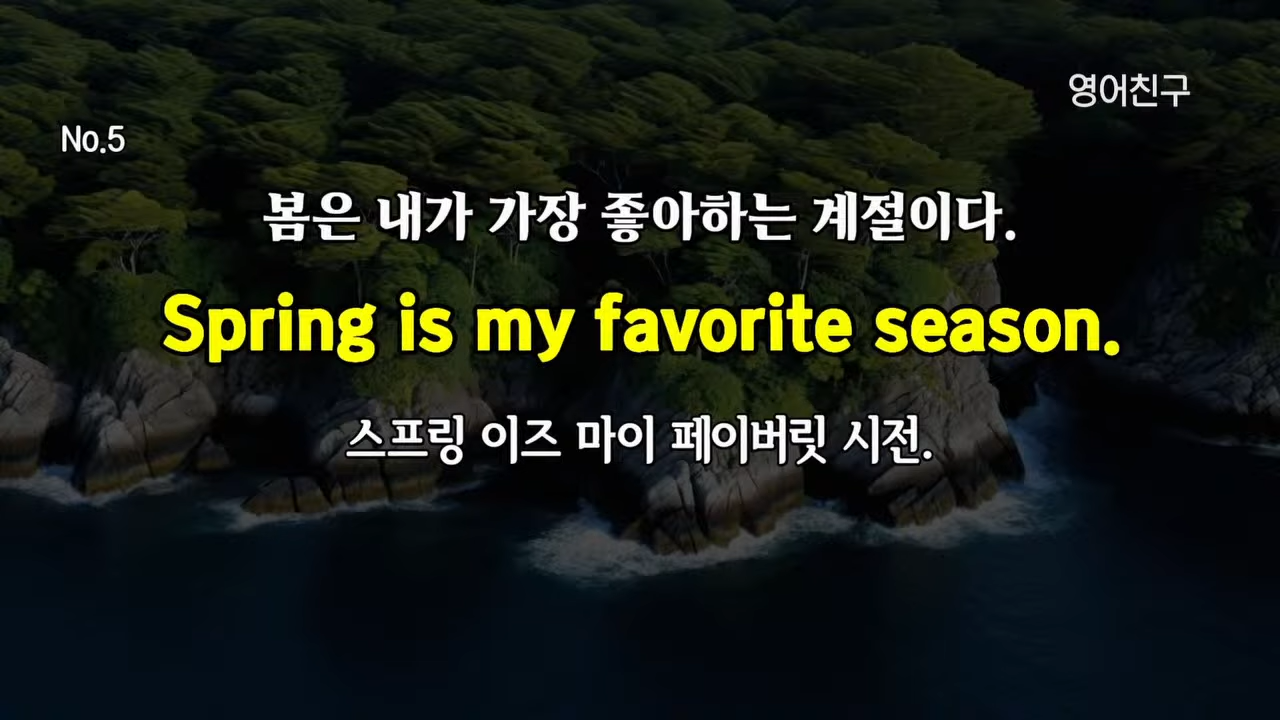 영어친구
No.5
봄은 내가 가장 좋아하는 계절이다.
Spring is my favorite season.
스프링 이즈 마이 페이버릿 시전.